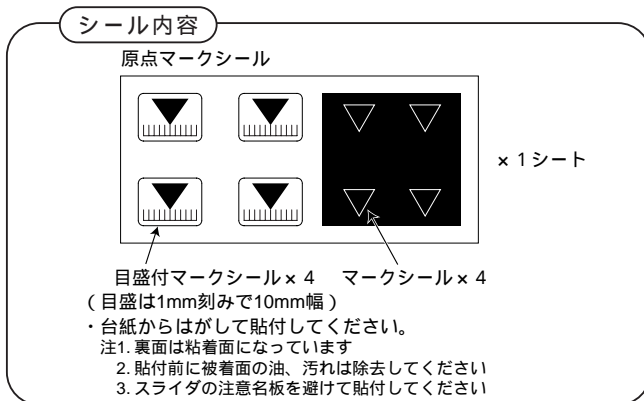 シール内容
原点マークシール
×1シート
目盛付マークシール×4 マークシール×4
(目盛は1mm刻みで10mm幅)
・台紙からはがして貼付してください。
注1. 裏面は粘着面になっています
2. 貼付前に被着面の油、汚れは除去してください
3. スライダの注意名板を避けて貼付してください